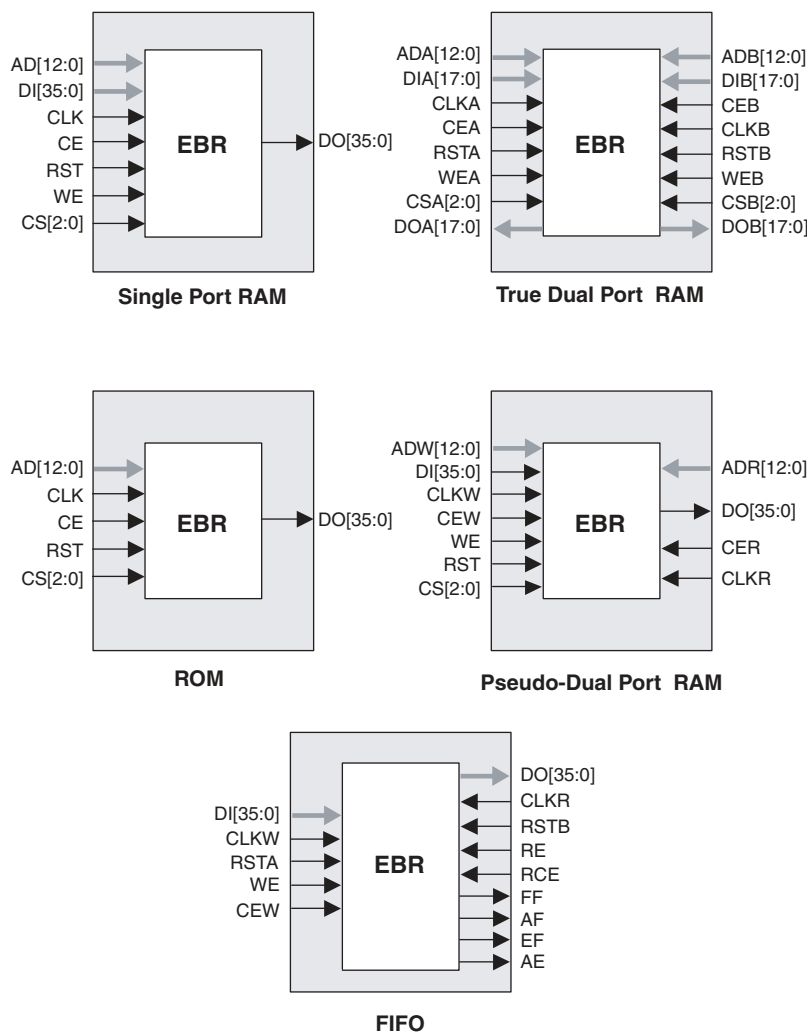 AD[12:0]
DI[35:0]
CLK
CE
RST
WE
CS[2:0]
EBR
DO[35:0]
Single Port RAM
ADA[12:0]
DIA[17:0]
CLKA
CEA
RSTA
WEA
CSA[2:0]
DOA[17:0]
EBR
ADB[12:0]
DIB[17:0]
CEB
CLKB
RSTB
WEB
CSB[2:0]
DOB[17:0]
True Dual Port RAM
AD[12:0]
CLK
CE
RST
CS[2:0]
EBR
DO[35:0]
ROM
ADW[12:0]
DI[35:0]
CLKW
CEW
WE
RST
CS[2:0]
EBR
ADR[12:0]
DO[35:0]
CER
CLKR
Pseudo-Dual Port RAM
DI[35:0]
CLKW
RSTA
WE
CEW
EBR
DO[35:0]
CLKR
RSTB
RE
RCE
FF
AF
EF
AE
FIFO